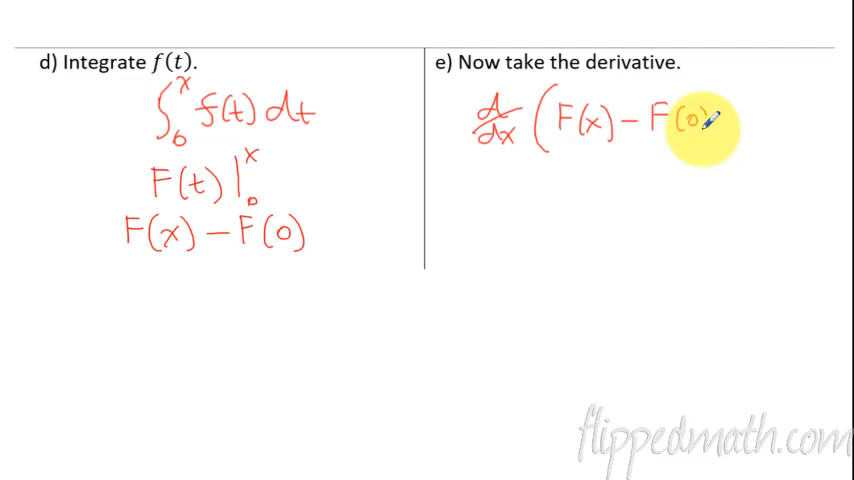 d) Integrate f(t).
∫₀ˣ f(t) dt
F(t) |₀ˣ
F(x) − F(0)
e) Now take the derivative.
d/dx ( F(x) − F(0)
flippedmath.com